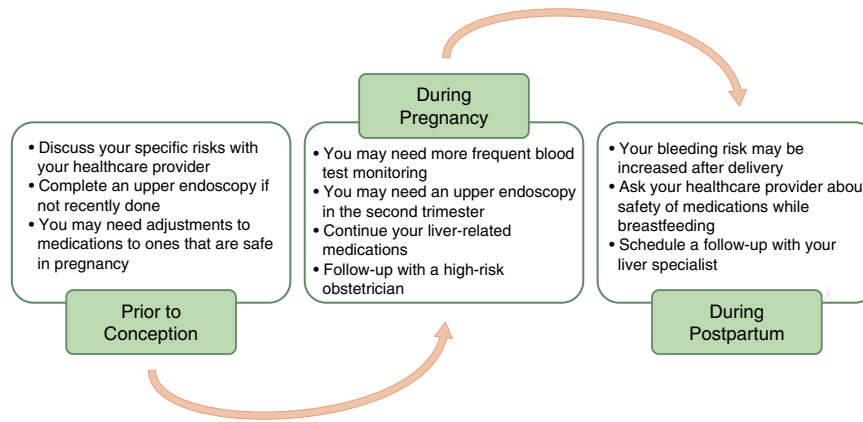 • Discuss your specific risks with
your healthcare provider
• Complete an upper endoscopy if
not recently done
• You may need adjustments to
medications to ones that are safe
in pregnancy
Prior to
Conception
During
Pregnancy
• You may need more frequent blood
test monitoring
• You may need an upper endoscopy
in the second trimester
• Continue your liver-related
medications
• Follow-up with a high-risk
obstetrician
• Your bleeding risk may be
increased after delivery
• Ask your healthcare provider abou
safety of medications while
breastfeeding
• Schedule a follow-up with your
liver specialist
During
Postpartum